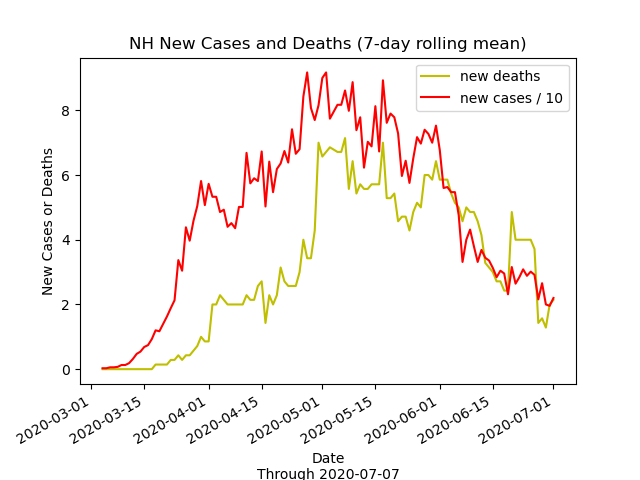 NH New Cases and Deaths (7-day rolling mean)
new deaths
new cases / 10
New Cases or Deaths
8
6
4
2
0
2020-03-01
2020-03-15
2020-04-01
2020-04-15
2020-05-01
2020-05-15
2020-06-01
2020-06-15
2020-07-01
Date
Through 2020-07-07